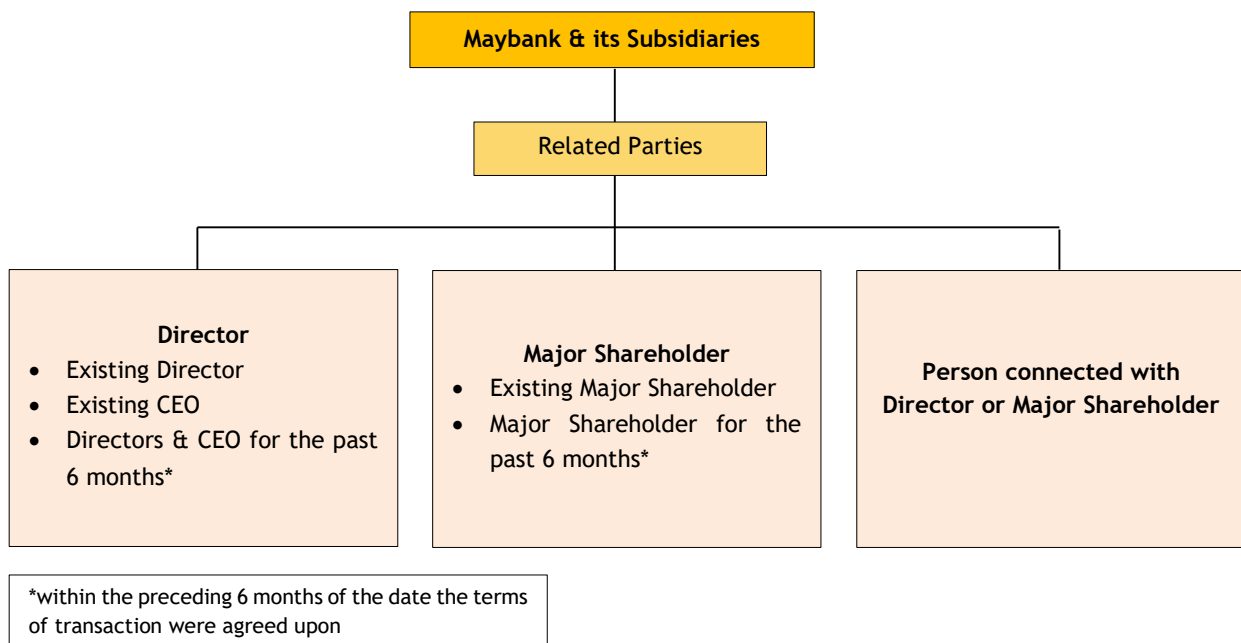 Maybank & its Subsidiaries
Related Parties
Director
• Existing Director
• Existing CEO
• Directors & CEO for the past
6 months*
Major Shareholder
• Existing Major Shareholder
• Major Shareholder for the
past 6 months*
Person connected with
Director or Major Shareholder
*within the preceding 6 months of the date the terms
of transaction were agreed upon